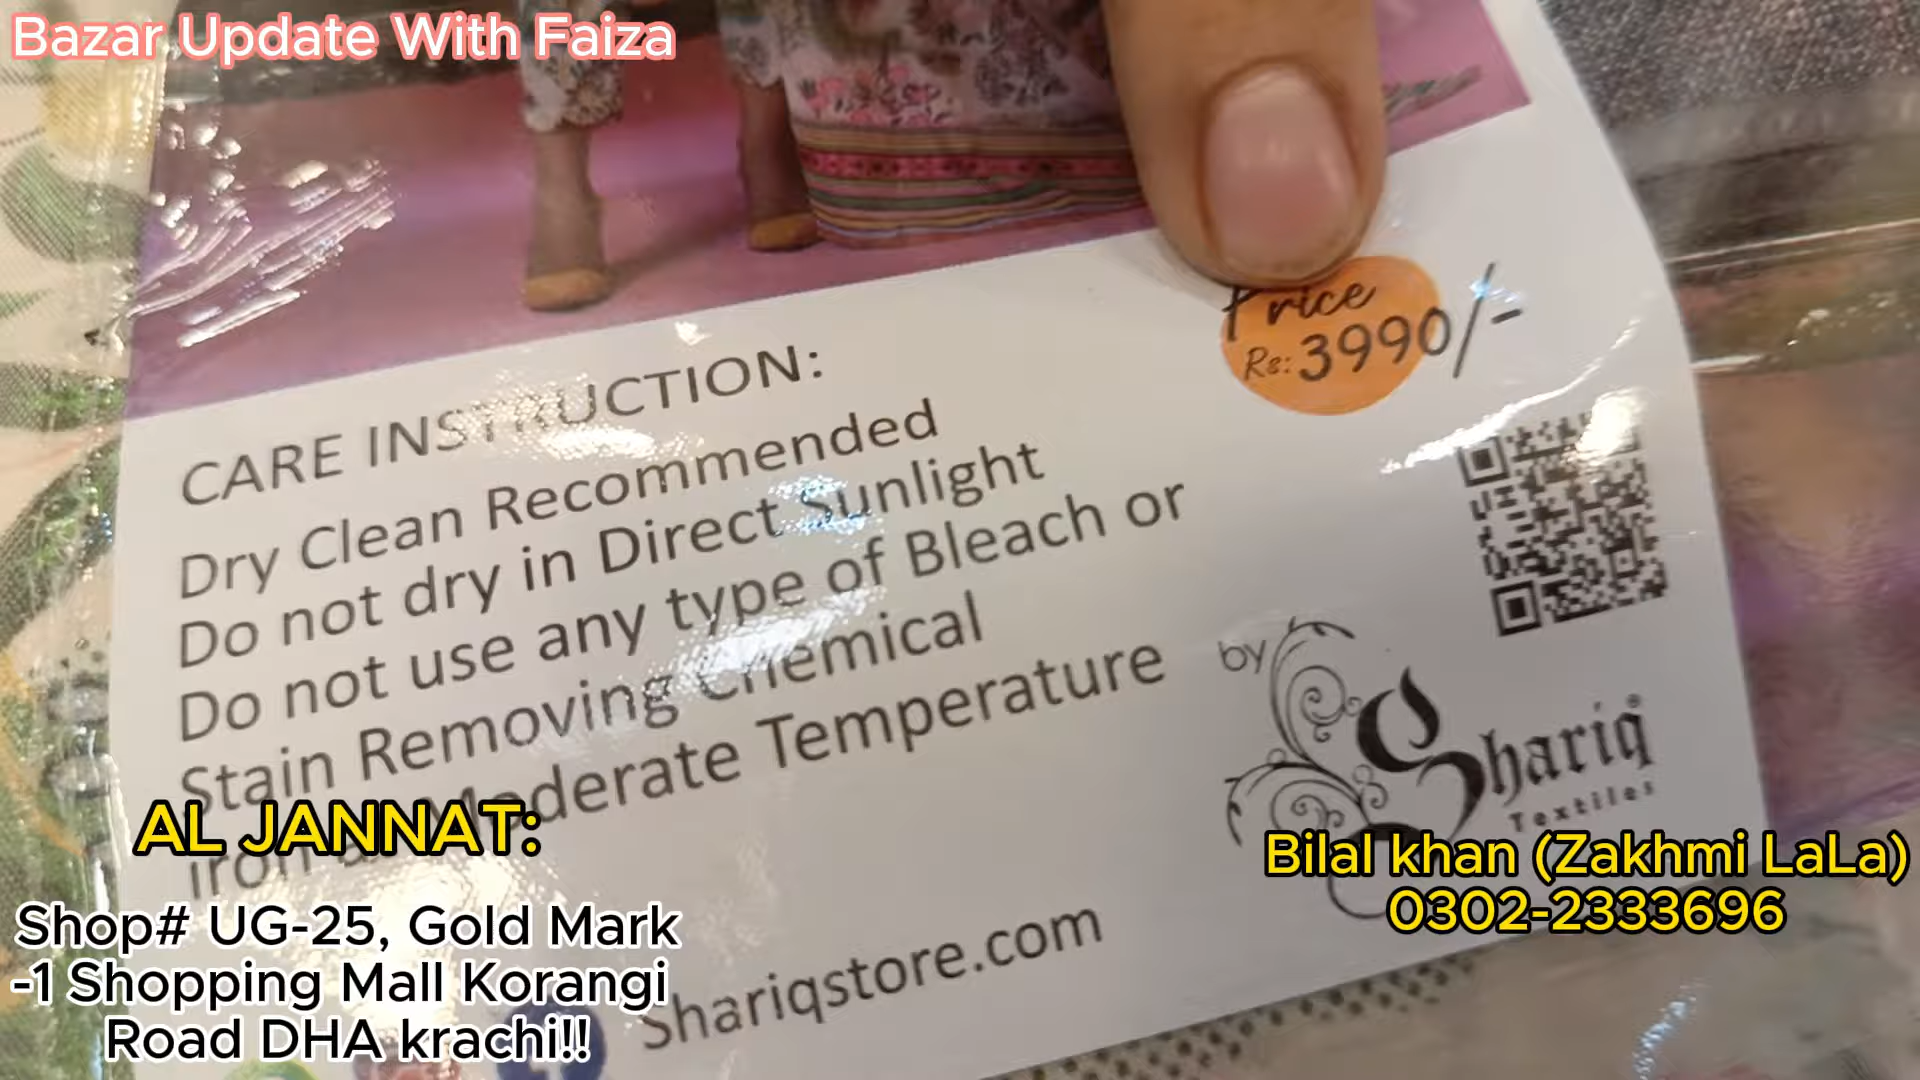 Bazar Update With Faiza
Price
Rs: 3990/-
CARE INSTRUCTION:
Dry Clean Recommended
Do not dry in Direct Sunlight
Do not use any type of Bleach or
Stain Removing Chemical
Iron Moderate Temperature
by
Shariq
Textiles
AL JANNAT:
Shop# UG-25, Gold Mark
-1 Shopping Mall Korangi
Road DHA krachi!!
Bilal khan (Zakhmi LaLa)
0302-2333696
Shariqstore.com